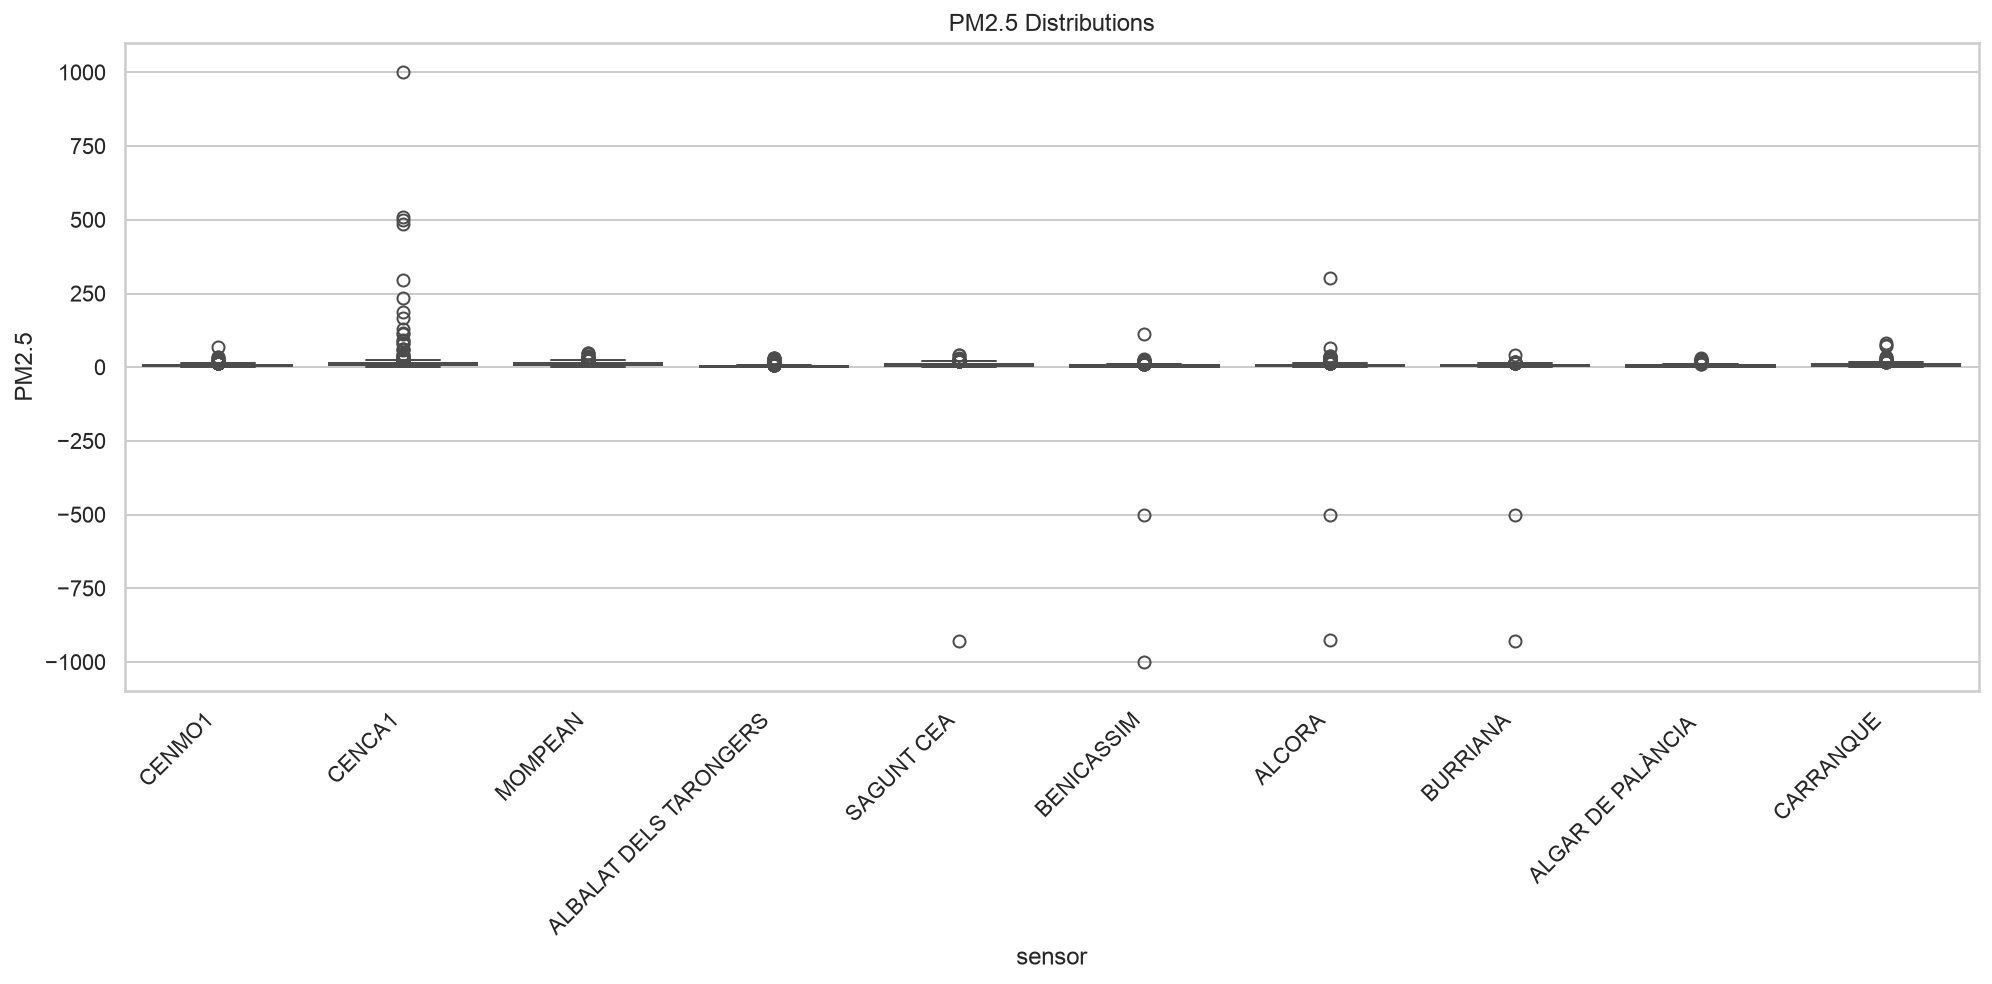 PM2.5 Distributions
1000
750
500
250
0
−250
−500
−750
−1000
PM2.5
CENMO1
CENCA1
MOMPEAN
ALBALAT DELS TARONGERS
SAGUNT CEA
BENICASSIM
ALCORA
BURRIANA
ALGAR DE PALÀNCIA
CARRANQUE
sensor